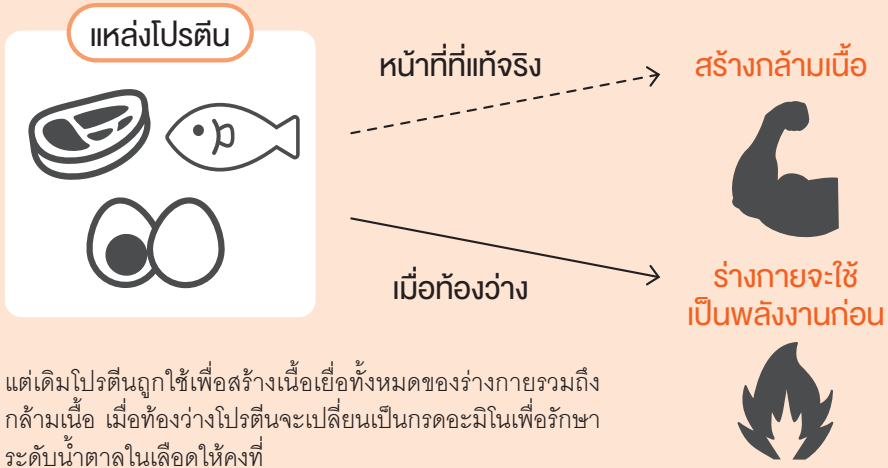 แหล่งโปรตีน
หน้าที่ที่แท้จริง
สร้างกล้ามเนื้อ
เมื่อท้องว่าง
ร่างกายจะใช้
เป็นพลังงานก่อน
แต่เดิมโปรตีนถูกใช้เพื่อสร้างเนื้อเยื่อทั้งหมดของร่างกายรวมถึง
กล้ามเนื้อ เมื่อท้องว่างโปรตีนจะเปลี่ยนเป็นกรดอะมิโนเพื่อรักษา
ระดับน้ำตาลในเลือดให้คงที่